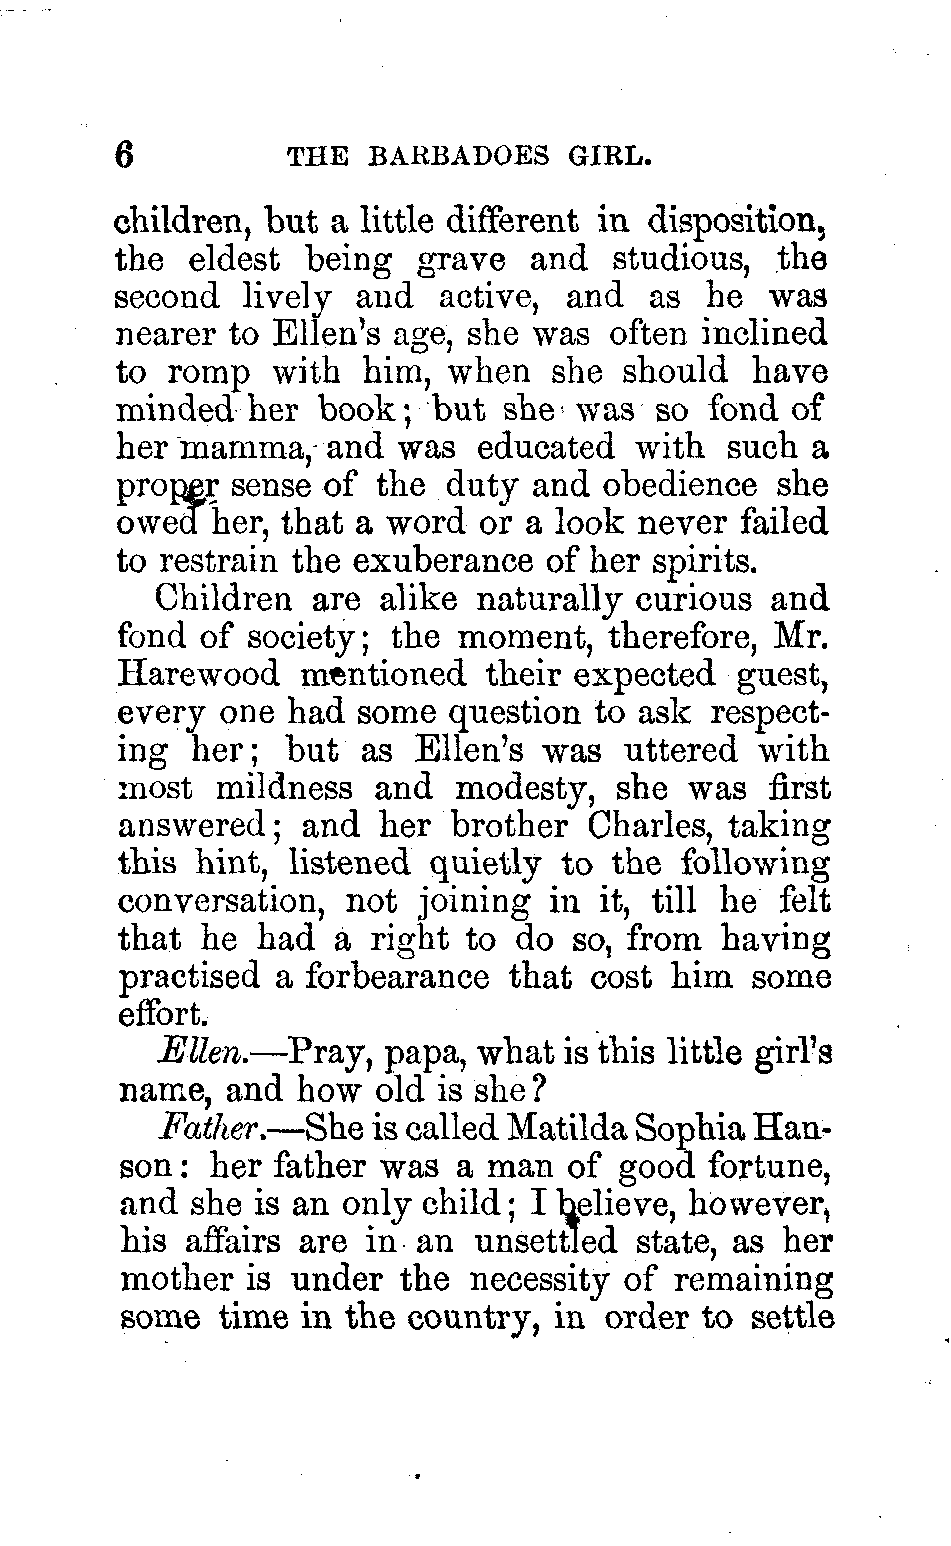 6 THE BARBADOES GIRL.
children, but a little different in disposition,
the eldest being grave and studious, the
second lively and active, and as he was
nearer to Ellen's age, she was often inclined
to romp with him, when she should have
minded her book; but she was so fond of
her mamma, and was educated with such a
proper sense of the duty and obedience she
owed her, that a word or a look never failed
to restrain the exuberance of her spirits.
Children are alike naturally curious and
fond of society; the moment, therefore, Mr.
Harewood mentioned their expected guest,
every one had some question to ask respect-
ing her; but as Ellen's was uttered with
most mildness and modesty, she was first
answered; and her brother Charles, taking
this hint, listened quietly to the following
conversation, not joining in it, till he felt
that he had a right to do so, from having
practised a forbearance that cost him some
effort.
Ellen.—Pray, papa, what is this little girl's
name, and how old is she?
Father.—She is called Matilda Sophia Han-
son: her father was a man of good fortune,
and she is an only child; I believe, however,
his affairs are in an unsettled state, as her
mother is under the necessity of remaining
some time in the country, in order to settle